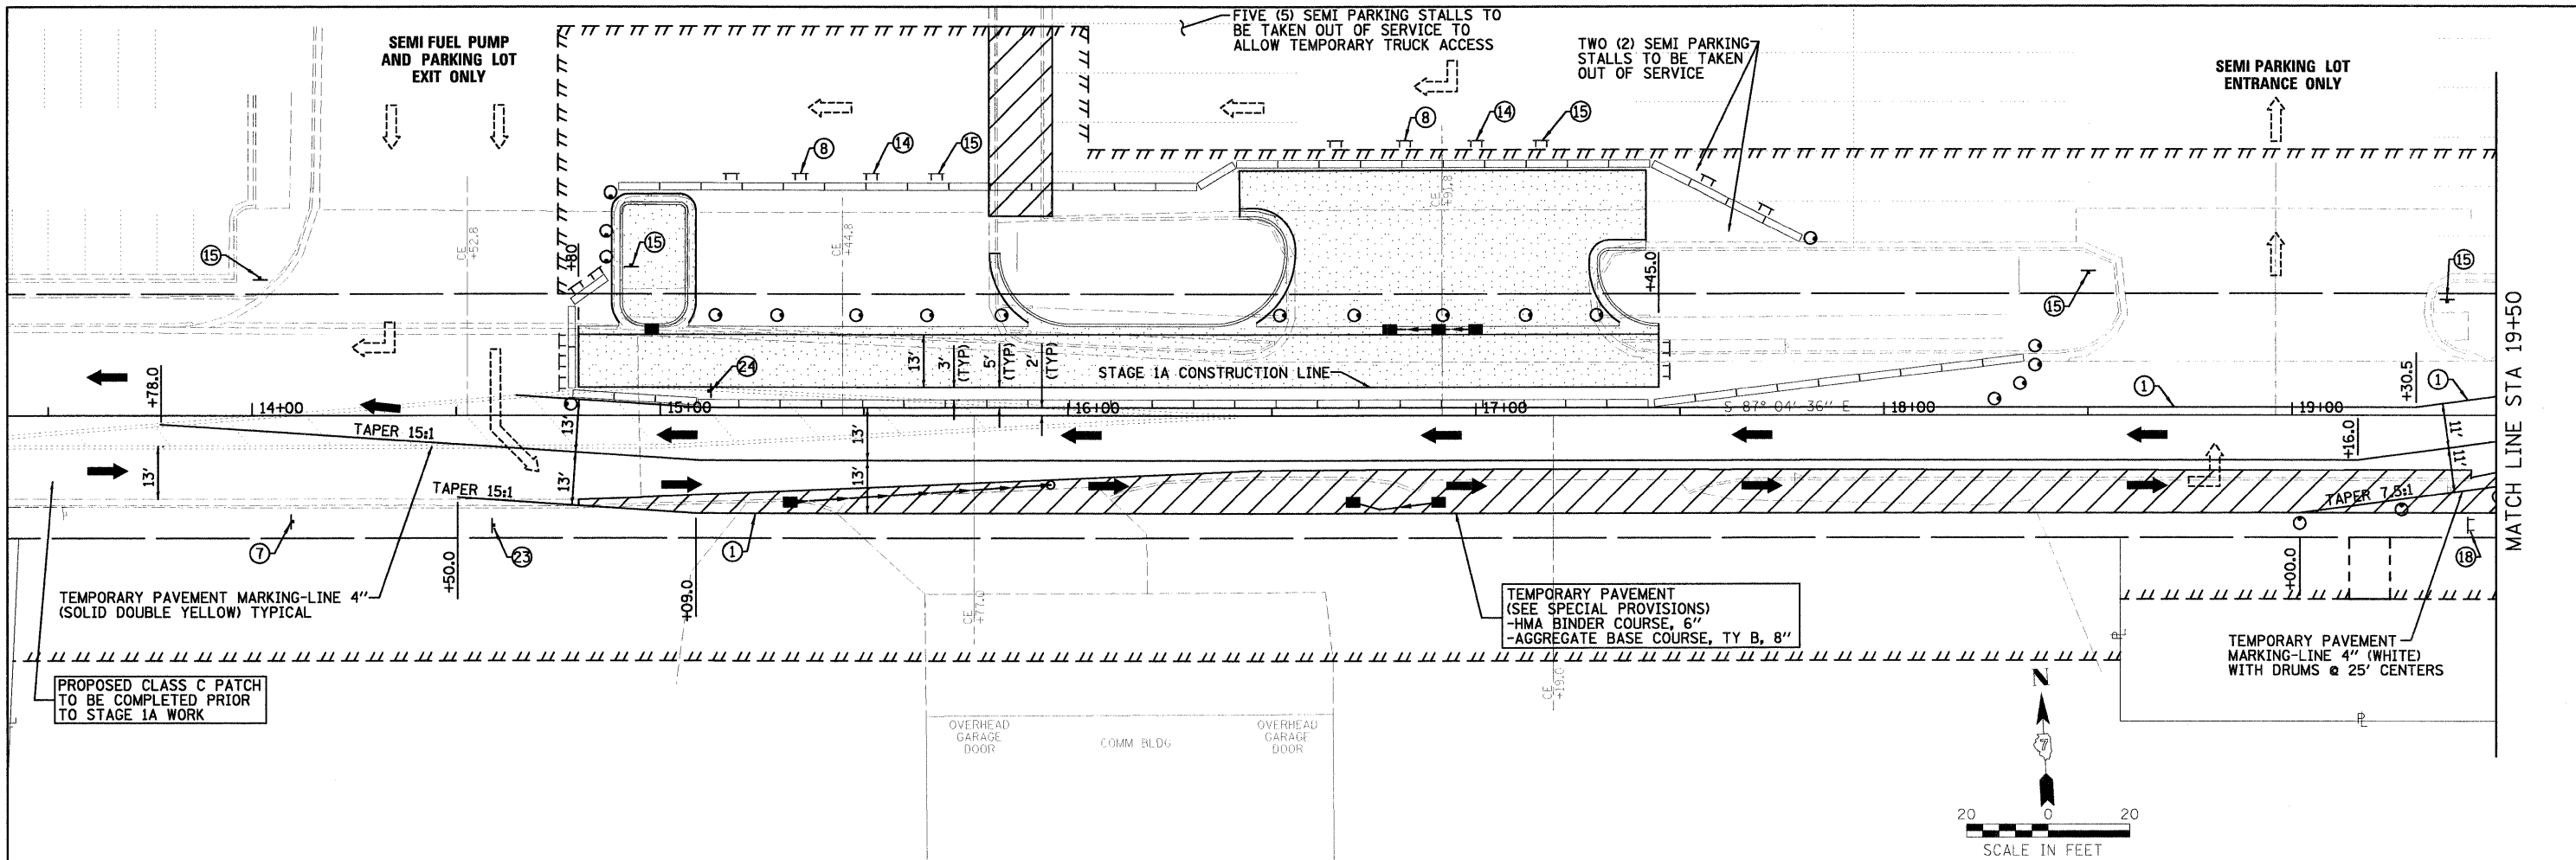 SEMI FUEL PUMP
AND PARKING LOT
EXIT ONLY
FIVE (5) SEMI PARKING STALLS TO
BE TAKEN OUT OF SERVICE TO
ALLOW TEMPORARY TRUCK ACCESS
TWO (2) SEMI PARKING
STALLS TO BE TAKEN
OUT OF SERVICE
SEMI PARKING LOT
ENTRANCE ONLY
8
14
15
8
14
15
15
15
15
15
CE
+52.8
+80
CE
+44.8
CE
+91.8
+45.0
MATCH LINE STA 19+50
+78.0
13'
3'
(TYP)
5'
(TYP)
2'
(TYP)
24
STAGE 1A CONSTRUCTION LINE
1
+30.5
1
14+00
15+00
16+00
17+00
S 87° 04' 36" E
18+00
19+00
TAPER 15:1
13'
13'
13'
13'
13'
+16.0
11'
11'
TAPER 15:1
TAPER 7.5:1
7
23
1
18
+50.0
+09.0
CE
+77.0
CE
+19.0
+00.0
TEMPORARY PAVEMENT MARKING-LINE 4"
(SOLID DOUBLE YELLOW) TYPICAL
TEMPORARY PAVEMENT
(SEE SPECIAL PROVISIONS)
-HMA BINDER COURSE, 6"
-AGGREGATE BASE COURSE, TY B, 8"
TEMPORARY PAVEMENT
MARKING-LINE 4" (WHITE)
WITH DRUMS @ 25' CENTERS
PROPOSED CLASS C PATCH
TO BE COMPLETED PRIOR
TO STAGE 1A WORK
OVERHEAD
GARAGE
DOOR
COMM BLDG
OVERHEAD
GARAGE
DOOR
PL
PL
PL
N
7
20 0 20
SCALE IN FEET